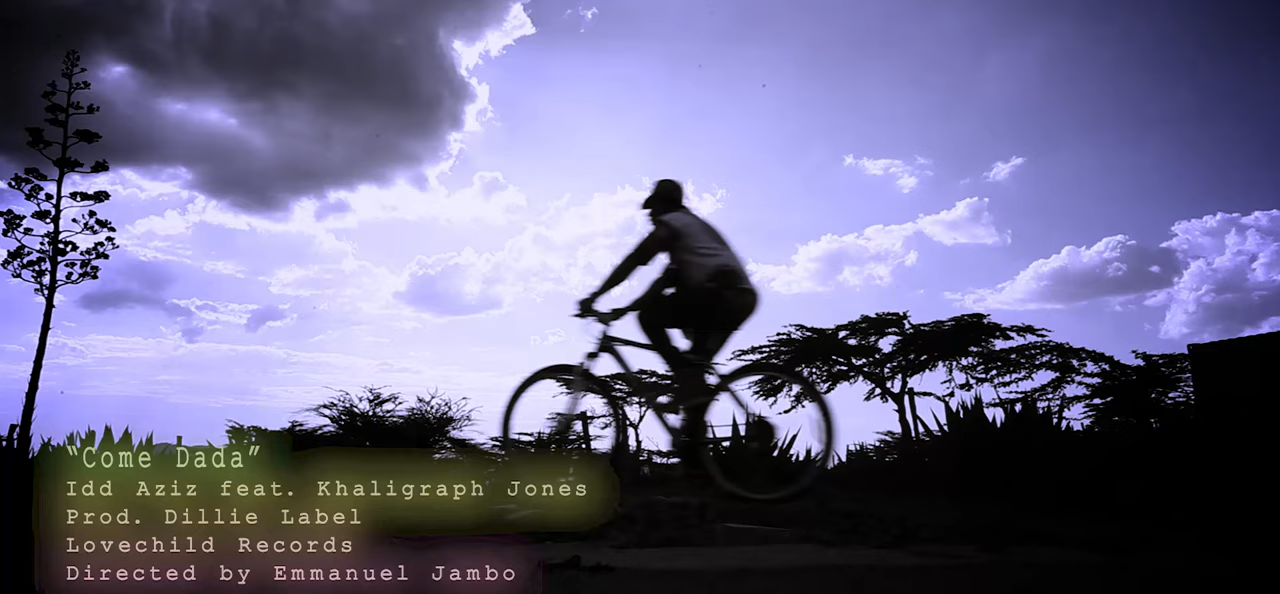 “Come Dada”
Idd Aziz feat. Khaligraph Jones
Prod. Dillie Label
Lovechild Records
Directed by Emmanuel Jambo